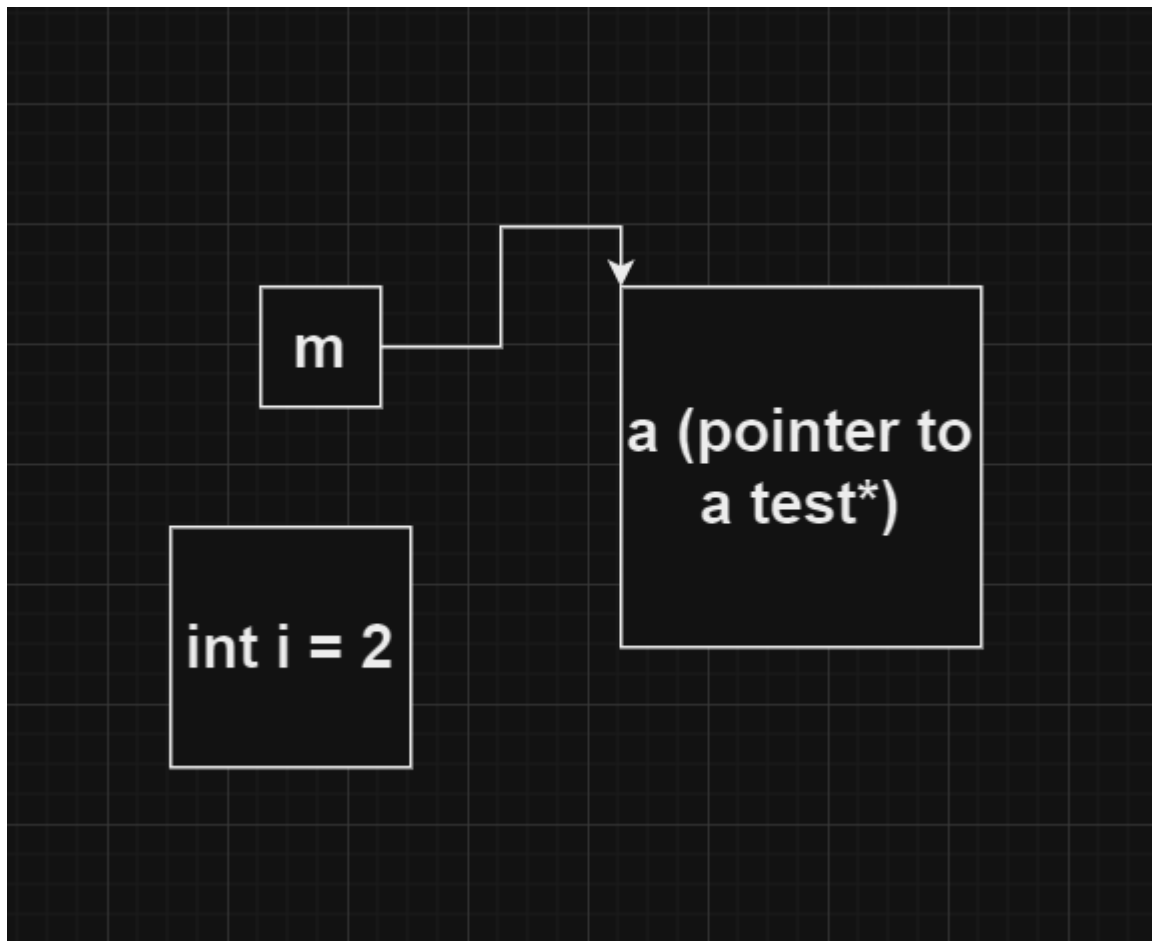 m
a (pointer to
a test*)
int i = 2